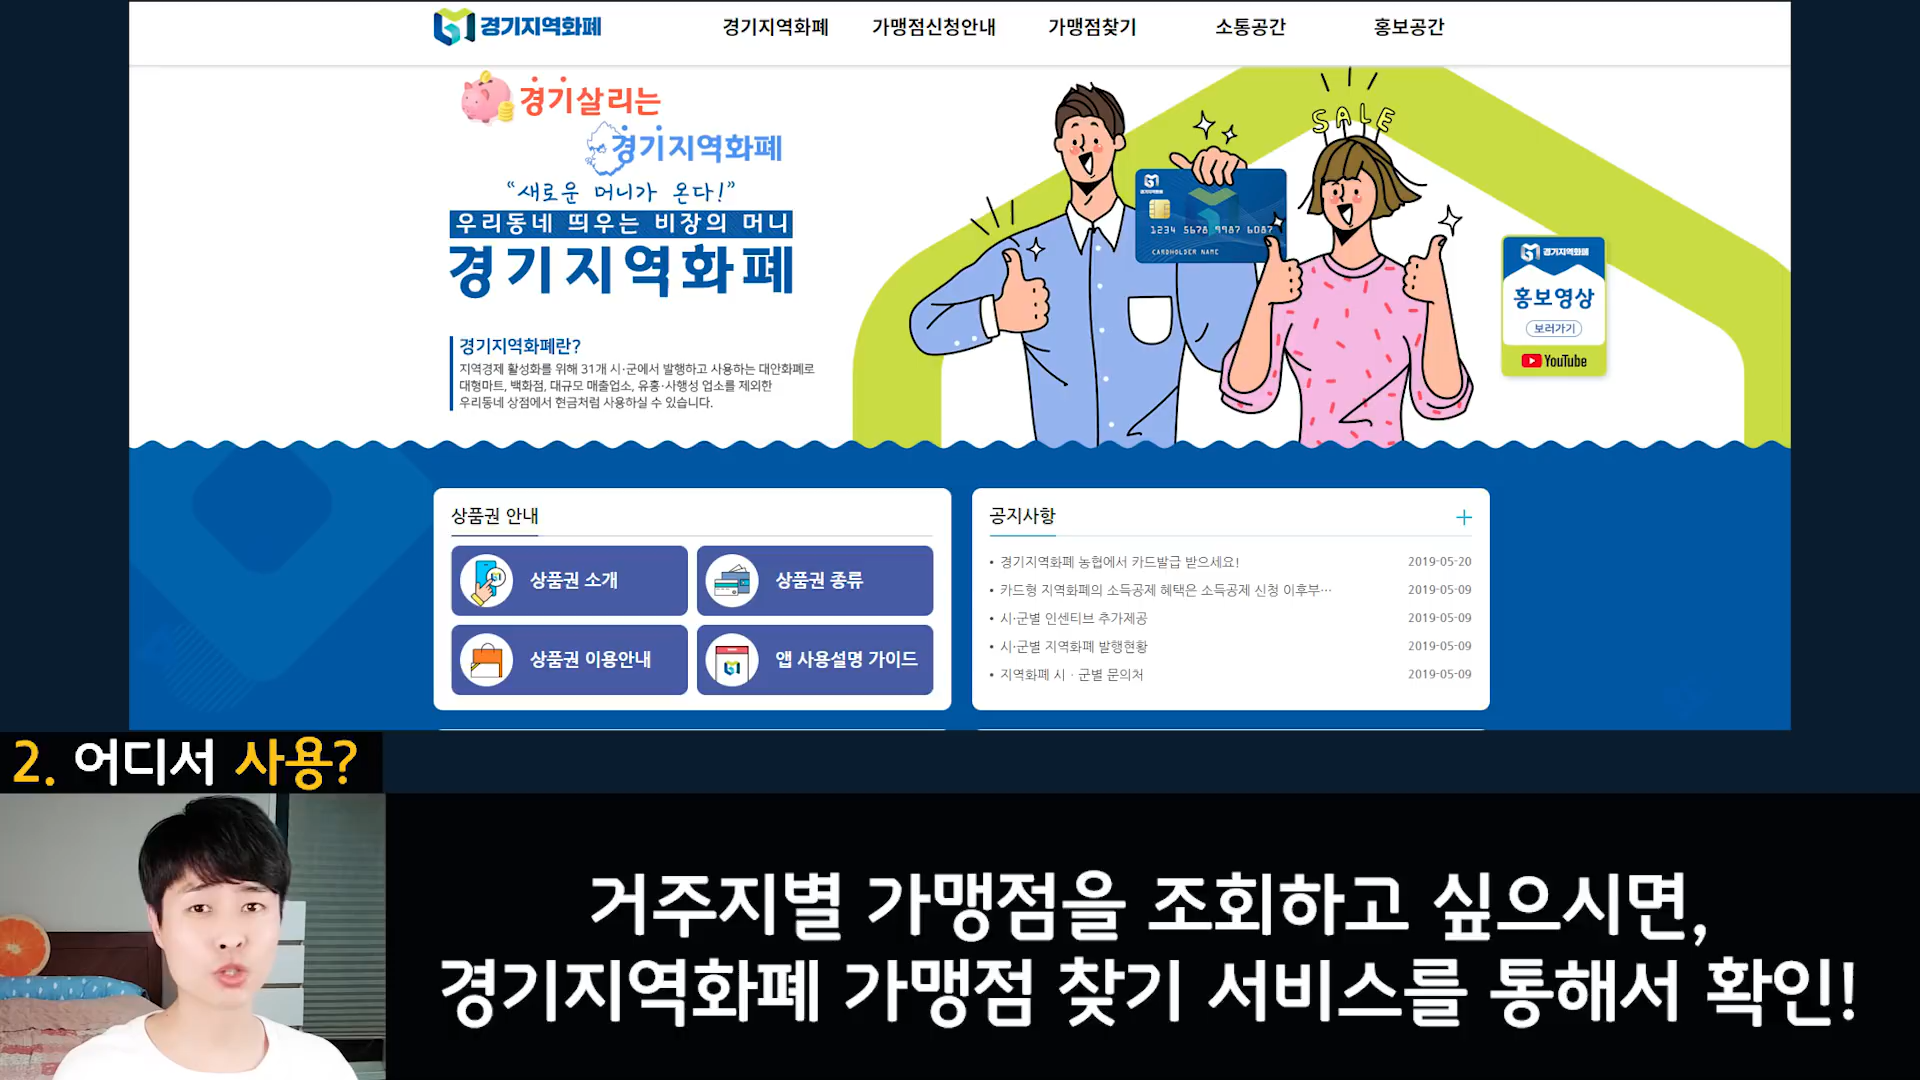 경기지역화폐
경기지역화폐 가맹점신청안내 가맹점찾기 소통공간 홍보공간
경기살리는
경기지역화폐
“새로운 머니가 온다!”
우리동네 띄우는 비장의 머니
경기지역화폐
경기지역화폐란?
지역경제 활성화를 위해 31개 시·군에서 발행하고 사용하는 대안화폐로
대형마트, 백화점, 대규모 매출업소, 유흥·사행성 업소를 제외한
우리동네 상점에서 현금처럼 사용하실 수 있습니다.
SALE
경기지역화폐
1234 5678 9987 6087
CARDHOLDER NAME
경기지역화폐
홍보영상
보러가기
YouTube
상품권 안내
상품권 소개
상품권 종류
상품권 이용안내
앱 사용설명 가이드
공지사항
• 경기지역화폐 농협에서 카드발급 받으세요! 2019-05-20
• 카드형 지역화폐의 소득공제 혜택은 소득공제 신청 이후부… 2019-05-09
• 시·군별 인센티브 추가제공 2019-05-09
• 시·군별 지역화폐 발행현황 2019-05-09
• 지역화폐 시 · 군별 문의처 2019-05-09
2. 어디서 사용?
거주지별 가맹점을 조회하고 싶으시면,
경기지역화폐 가맹점 찾기 서비스를 통해서 확인!